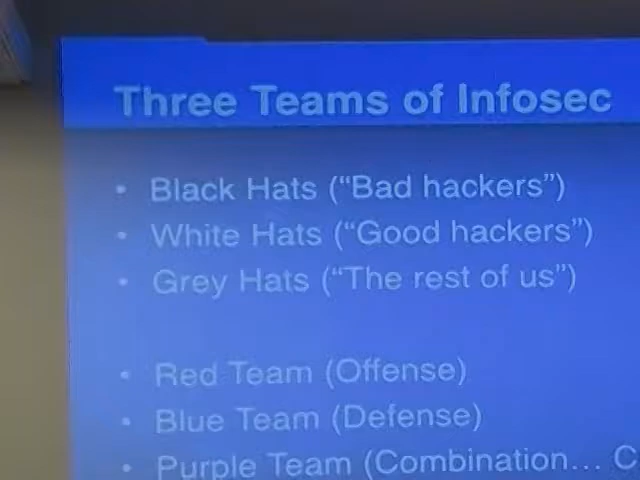 Three Teams of Infosec
• Black Hats (“Bad hackers”)
• White Hats (“Good hackers”)
• Grey Hats (“The rest of us”)
• Red Team (Offense)
• Blue Team (Defense)
• Purple Team (Combination... C